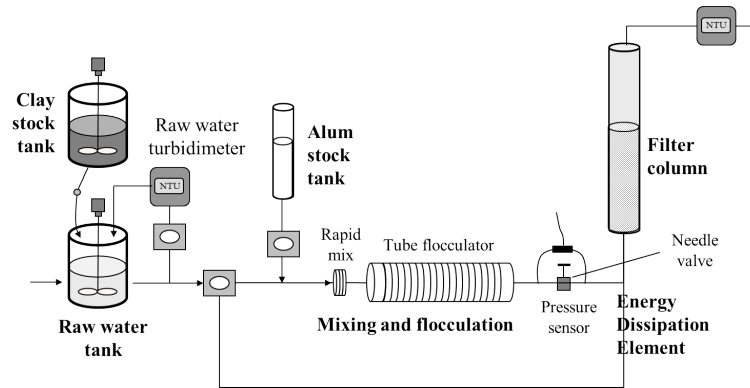 NTU
Clay
stock
tank
Raw water
turbidimeter
Alum
stock
tank
Filter
column
NTU
Rapid
mix
Tube flocculator
Needle
valve
Raw water
tank
Mixing and flocculation
Pressure
sensor
Energy
Dissipation
Element